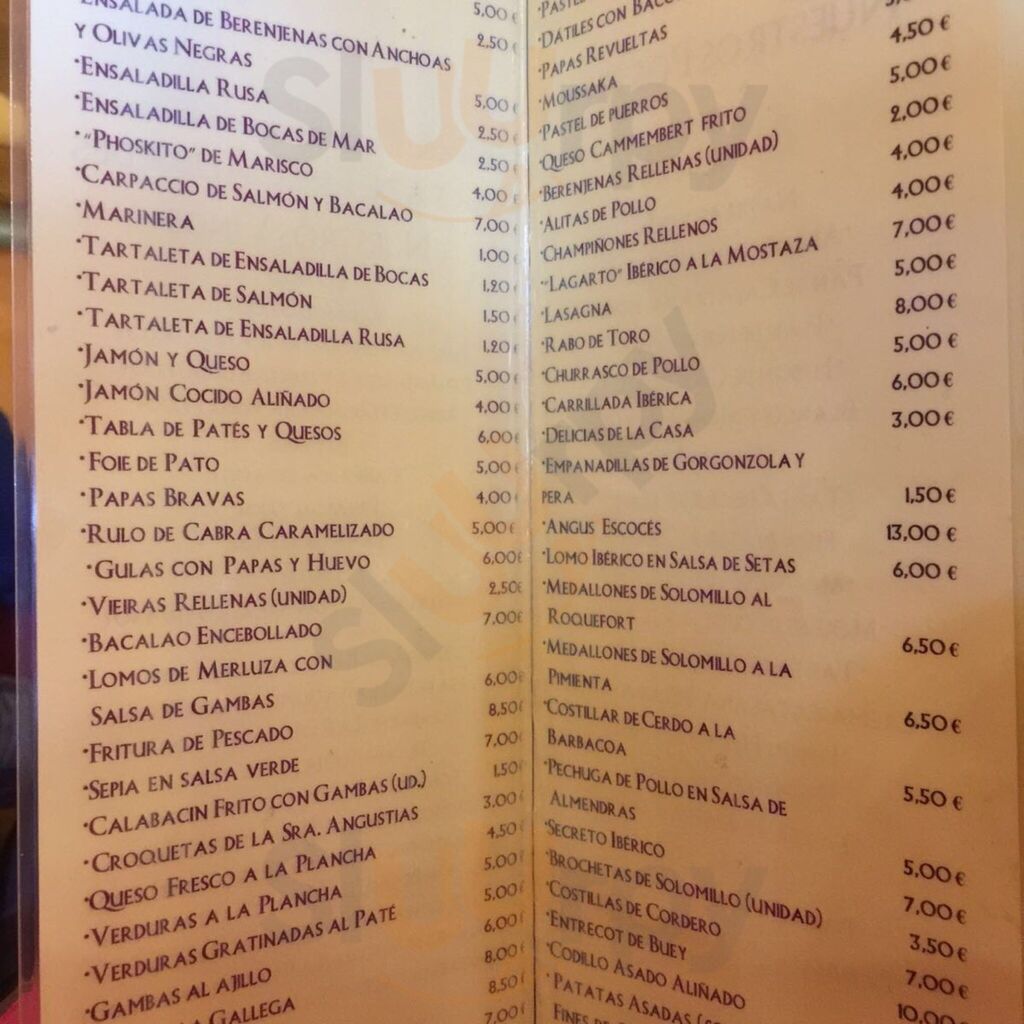 Ensalada de Berenjenas con Anchoas
y Olivas Negras
·Ensaladilla Rusa
·Ensaladilla de Bocas de Mar
·"Phoskito" de Marisco
·Carpaccio de Salmón y Bacalao
·Marinera
·Tartaleta de Ensaladilla de Bocas
·Tartaleta de Salmón
·Tartaleta de Ensaladilla Rusa
·Jamón y Queso
·Jamón Cocido Aliñado
·Tabla de Patés y Quesos
·Foie de Pato
·Papas Bravas
·Rulo de Cabra Caramelizado
·Gulas con Papas y Huevo
·Vieiras Rellenas (unidad)
·Bacalao Encebollado
·Lomos de Merluza con
Salsa de Gambas
·Fritura de Pescado
·Sepia en salsa verde
·Calabacin Frito con Gambas (ud.)
·Croquetas de la Sra. Angustias
·Queso Fresco a la Plancha
·Verduras a la Plancha
·Verduras Gratinadas al Paté
·Gambas al ajillo
Gallega
5,00 €
2,50 €
5,00 €
2,50 €
2,50 €
4,00 €
7,00 €
1,00 €
1,20 €
1,50 €
1,20 €
5,00 €
4,00 €
6,00 €
5,00 €
4,00 €
5,00 €
6,00 €
2,50€
7,00€
6,00€
8,50€
7,00€
1,50€
3,00€
4,50€
5,00€
5,00€
6,00€
8,00€
8,50€
7,00€
·Dátiles con
·Papas Revueltas
·Moussaka
·Pastel de puerros
·Queso Cammembert frito
·Berenjenas Rellenas (unidad)
·Alitas de Pollo
·Champiñones Rellenos
·"Lagarto" Ibérico a la Mostaza
·Lasagna
·Rabo de Toro
·Churrasco de Pollo
·Carrillada Ibérica
·Delicias de la Casa
·Empanadillas de Gorgonzola y
pera
·Angus Escocés
·Lomo Ibérico en Salsa de Setas
·Medallones de Solomillo al
Roquefort
·Medallones de Solomillo a la
Pimienta
·Costillar de Cerdo a la
Barbacoa
·Pechuga de Pollo en Salsa de
Almendras
·Secreto Ibérico
·Brochetas de Solomillo (unidad)
·Costillas de Cordero
·Entrecot de Buey
·Codillo Asado Aliñado
·Patatas Asadas
Fines de
4,50 €
5,00 €
2,00 €
4,00 €
4,00 €
7,00 €
5,00 €
8,00 €
5,00 €
6,00 €
3,00 €
1,50 €
13,00 €
6,00 €
6,50 €
6,50 €
5,50 €
5,00 €
7,00 €
3,50 €
7,00 €
10,00 €
sluurpy
sluurpy